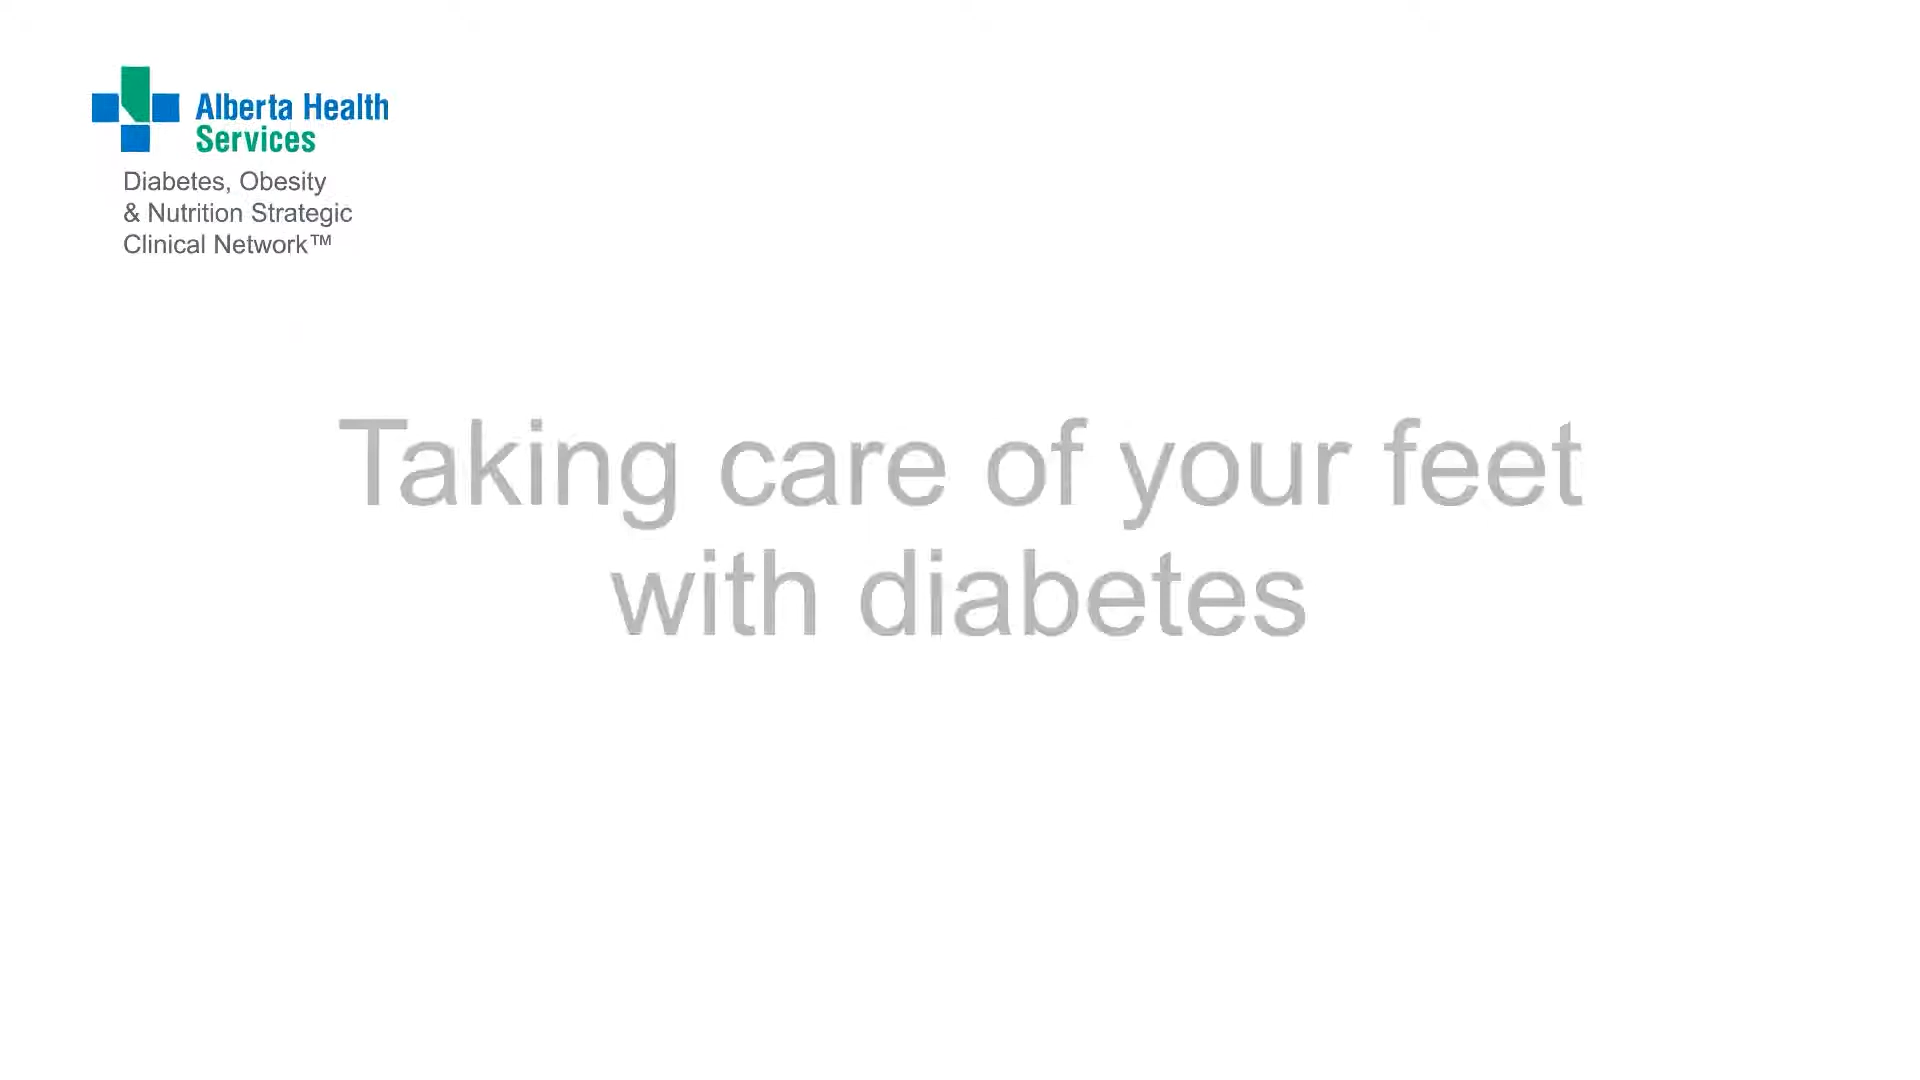 Alberta Health
Services
Diabetes, Obesity
& Nutrition Strategic
Clinical Network™
Taking care of your feet
with diabetes